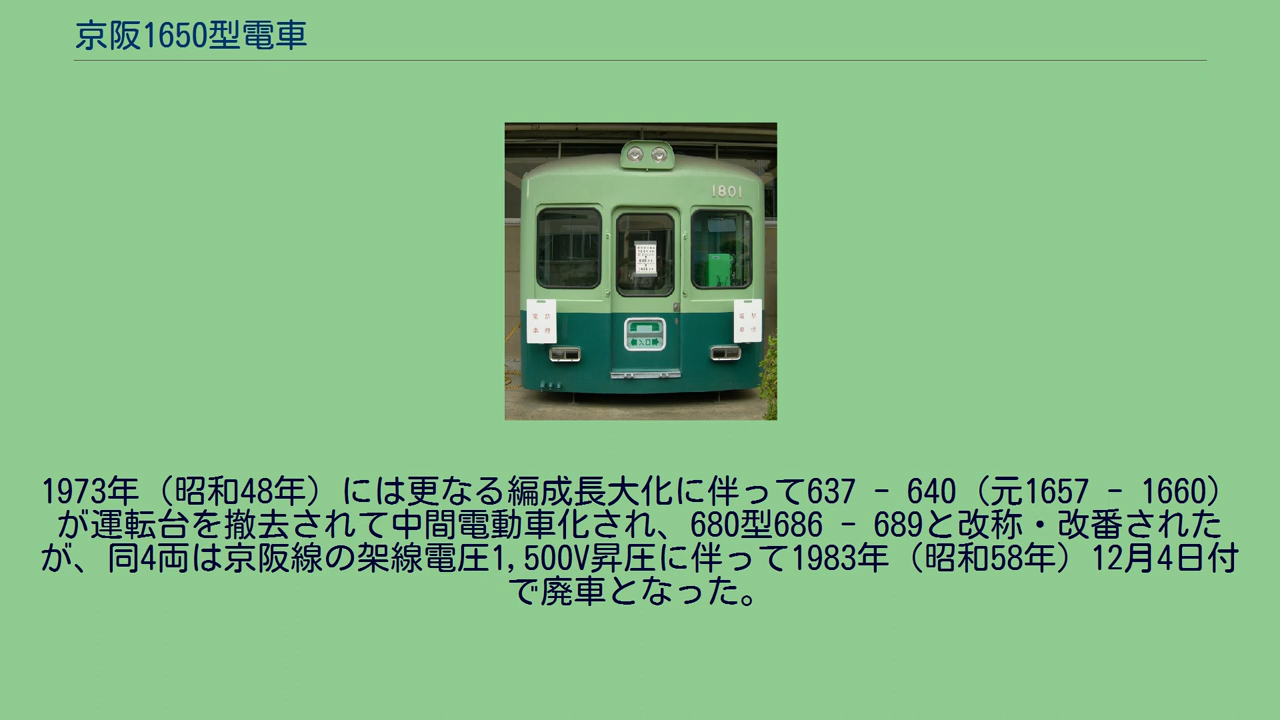 京阪1650型電車
1801
1973年（昭和48年）には更なる編成長大化に伴って637 - 640（元1657 - 1660）
が運転台を撤去されて中間電動車化され、680型686 - 689と改称・改番された
が、同4両は京阪線の架線電圧1,500V昇圧に伴って1983年（昭和58年）12月4日付
で廃車となった。